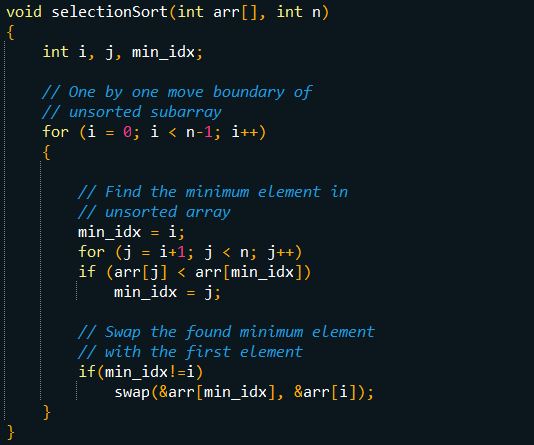 void selectionSort(int arr[], int n)
{
    int i, j, min_idx;

    // One by one move boundary of
    // unsorted subarray
    for (i = 0; i < n-1; i++)
    {

        // Find the minimum element in
        // unsorted array
        min_idx = i;
        for (j = i+1; j < n; j++)
        if (arr[j] < arr[min_idx])
            min_idx = j;

        // Swap the found minimum element
        // with the first element
        if(min_idx!=i)
            swap(&arr[min_idx], &arr[i]);
    }
}